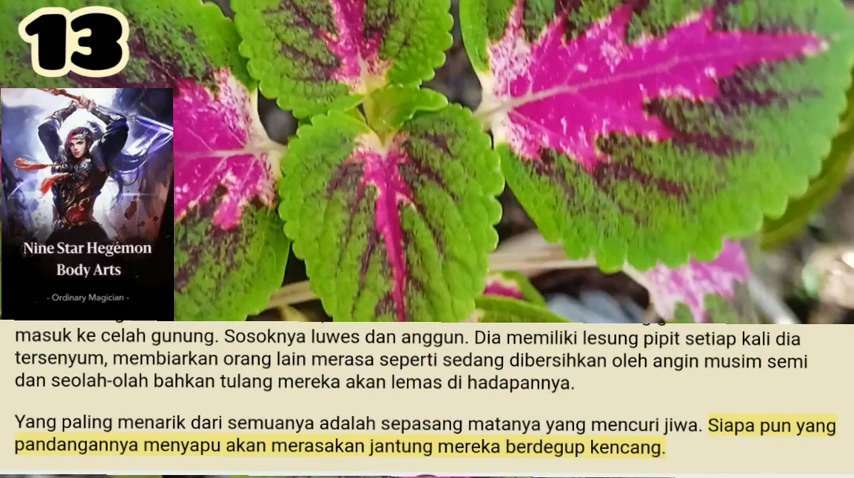 13
Nine Star Hegemon
Body Arts
- Ordinary Magician -
masuk ke celah gunung. Sosoknya luwes dan anggun. Dia memiliki lesung pipit setiap kali dia
tersenyum, membiarkan orang lain merasa seperti sedang dibersihkan oleh angin musim semi
dan seolah-olah bahkan tulang mereka akan lemas di hadapannya.
Yang paling menarik dari semuanya adalah sepasang matanya yang mencuri jiwa. Siapa pun yang
pandangannya menyapu akan merasakan jantung mereka berdegup kencang.